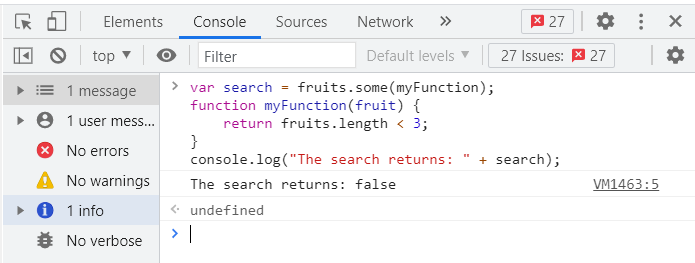 Elements Console Sources Network » 27
top ▼ Filter Default levels ▼ 27 Issues: 27
1 message
1 user mess...
No errors
No warnings
1 info
No verbose
> var search = fruits.some(myFunction);
function myFunction(fruit) {
    return fruits.length < 3;
}
console.log("The search returns: " + search);
The search returns: false VM1463:5
undefined
>